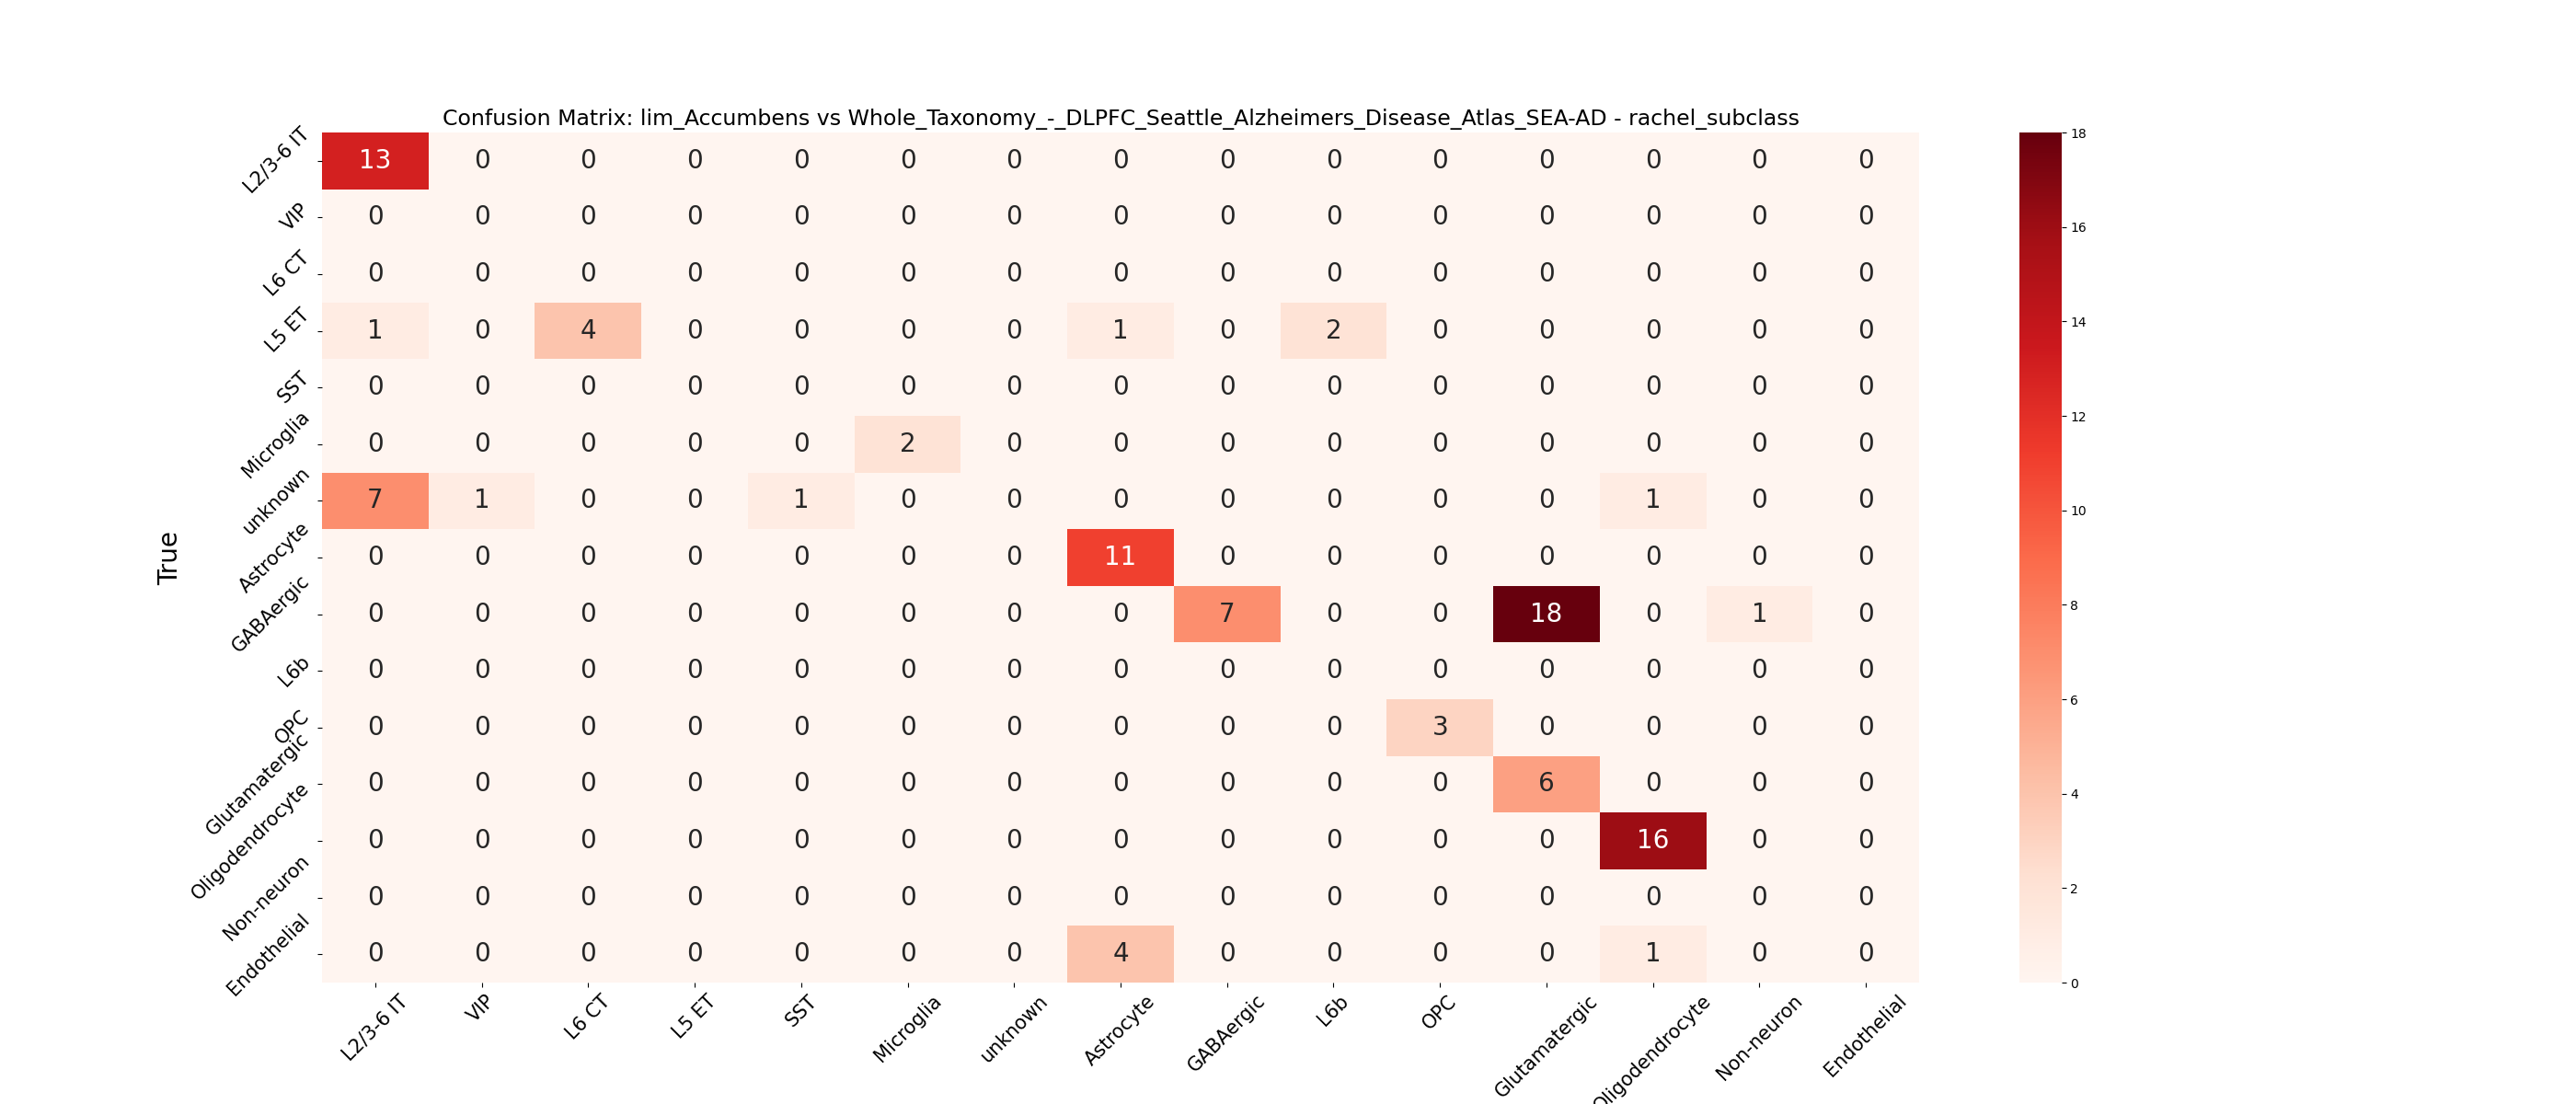 Confusion Matrix: lim_Accumbens vs Whole_Taxonomy_-_DLPFC_Seattle_Alzheimers_Disease_Atlas_SEA-AD - rachel_subclass
True
L2/3-6 IT 13 0 0 0 0 0 0 0 0 0 0 0 0 0 0
VIP 0 0 0 0 0 0 0 0 0 0 0 0 0 0 0
L6 CT 0 0 0 0 0 0 0 0 0 0 0 0 0 0 0
L5 ET 1 0 4 0 0 0 0 1 0 2 0 0 0 0 0
SST 0 0 0 0 0 0 0 0 0 0 0 0 0 0 0
Microglia 0 0 0 0 0 2 0 0 0 0 0 0 0 0 0
unknown 7 1 0 0 1 0 0 0 0 0 0 0 1 0 0
Astrocyte 0 0 0 0 0 0 0 11 0 0 0 0 0 0 0
GABAergic 0 0 0 0 0 0 0 0 7 0 0 18 0 1 0
L6b 0 0 0 0 0 0 0 0 0 0 0 0 0 0 0
OPC 0 0 0 0 0 0 0 0 0 0 3 0 0 0 0
Glutamatergic 0 0 0 0 0 0 0 0 0 0 0 6 0 0 0
Oligodendrocyte 0 0 0 0 0 0 0 0 0 0 0 0 16 0 0
Non-neuron 0 0 0 0 0 0 0 0 0 0 0 0 0 0 0
Endothelial 0 0 0 0 0 0 0 4 0 0 0 0 1 0 0
L2/3-6 IT VIP L6 CT L5 ET SST Microglia unknown Astrocyte GABAergic L6b OPC Glutamatergic Oligodendrocyte Non-neuron Endothelial
18
16
14
12
10
8
6
4
2
0